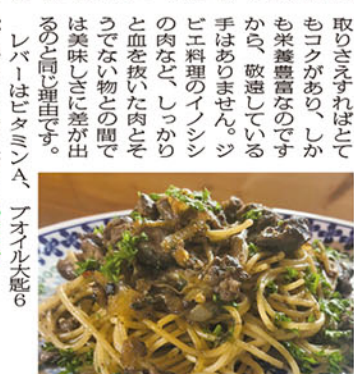 取りさえすればとて
もコクがあり、しか
も栄養豊富なのです
から、敬遠している
手はありません。ジ
ビエ料理のイノシシ
の肉など、しっかり
と血を抜いた肉とそ
うでない物との間で
は美味しさに差が出
るのと同じ理由です。
レバーはビタミンA、
ブオイル大匙6